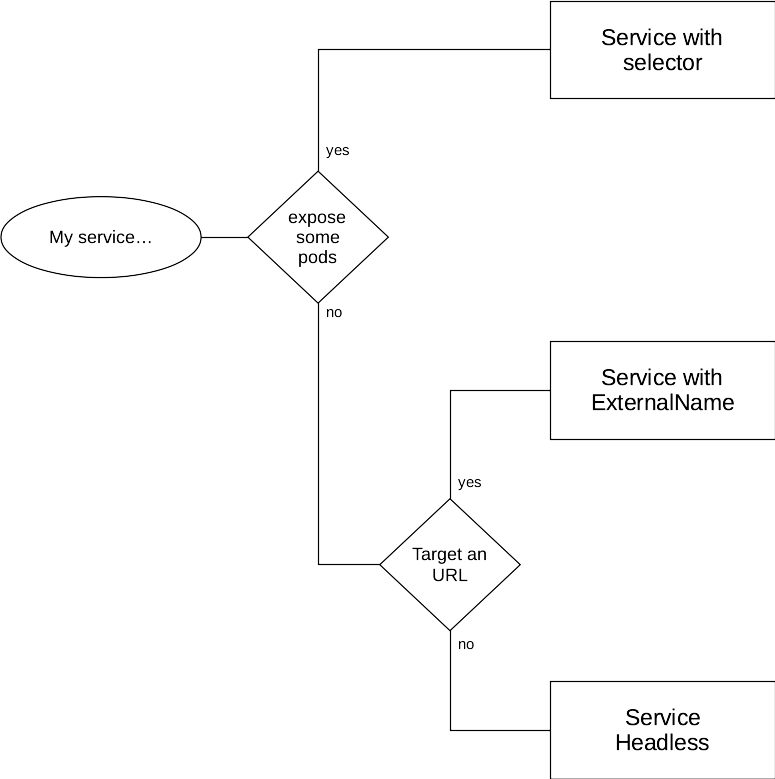 Service with
selector
yes
My service…
expose
some
pods
no
Service with
ExternalName
yes
Target an
URL
no
Service
Headless